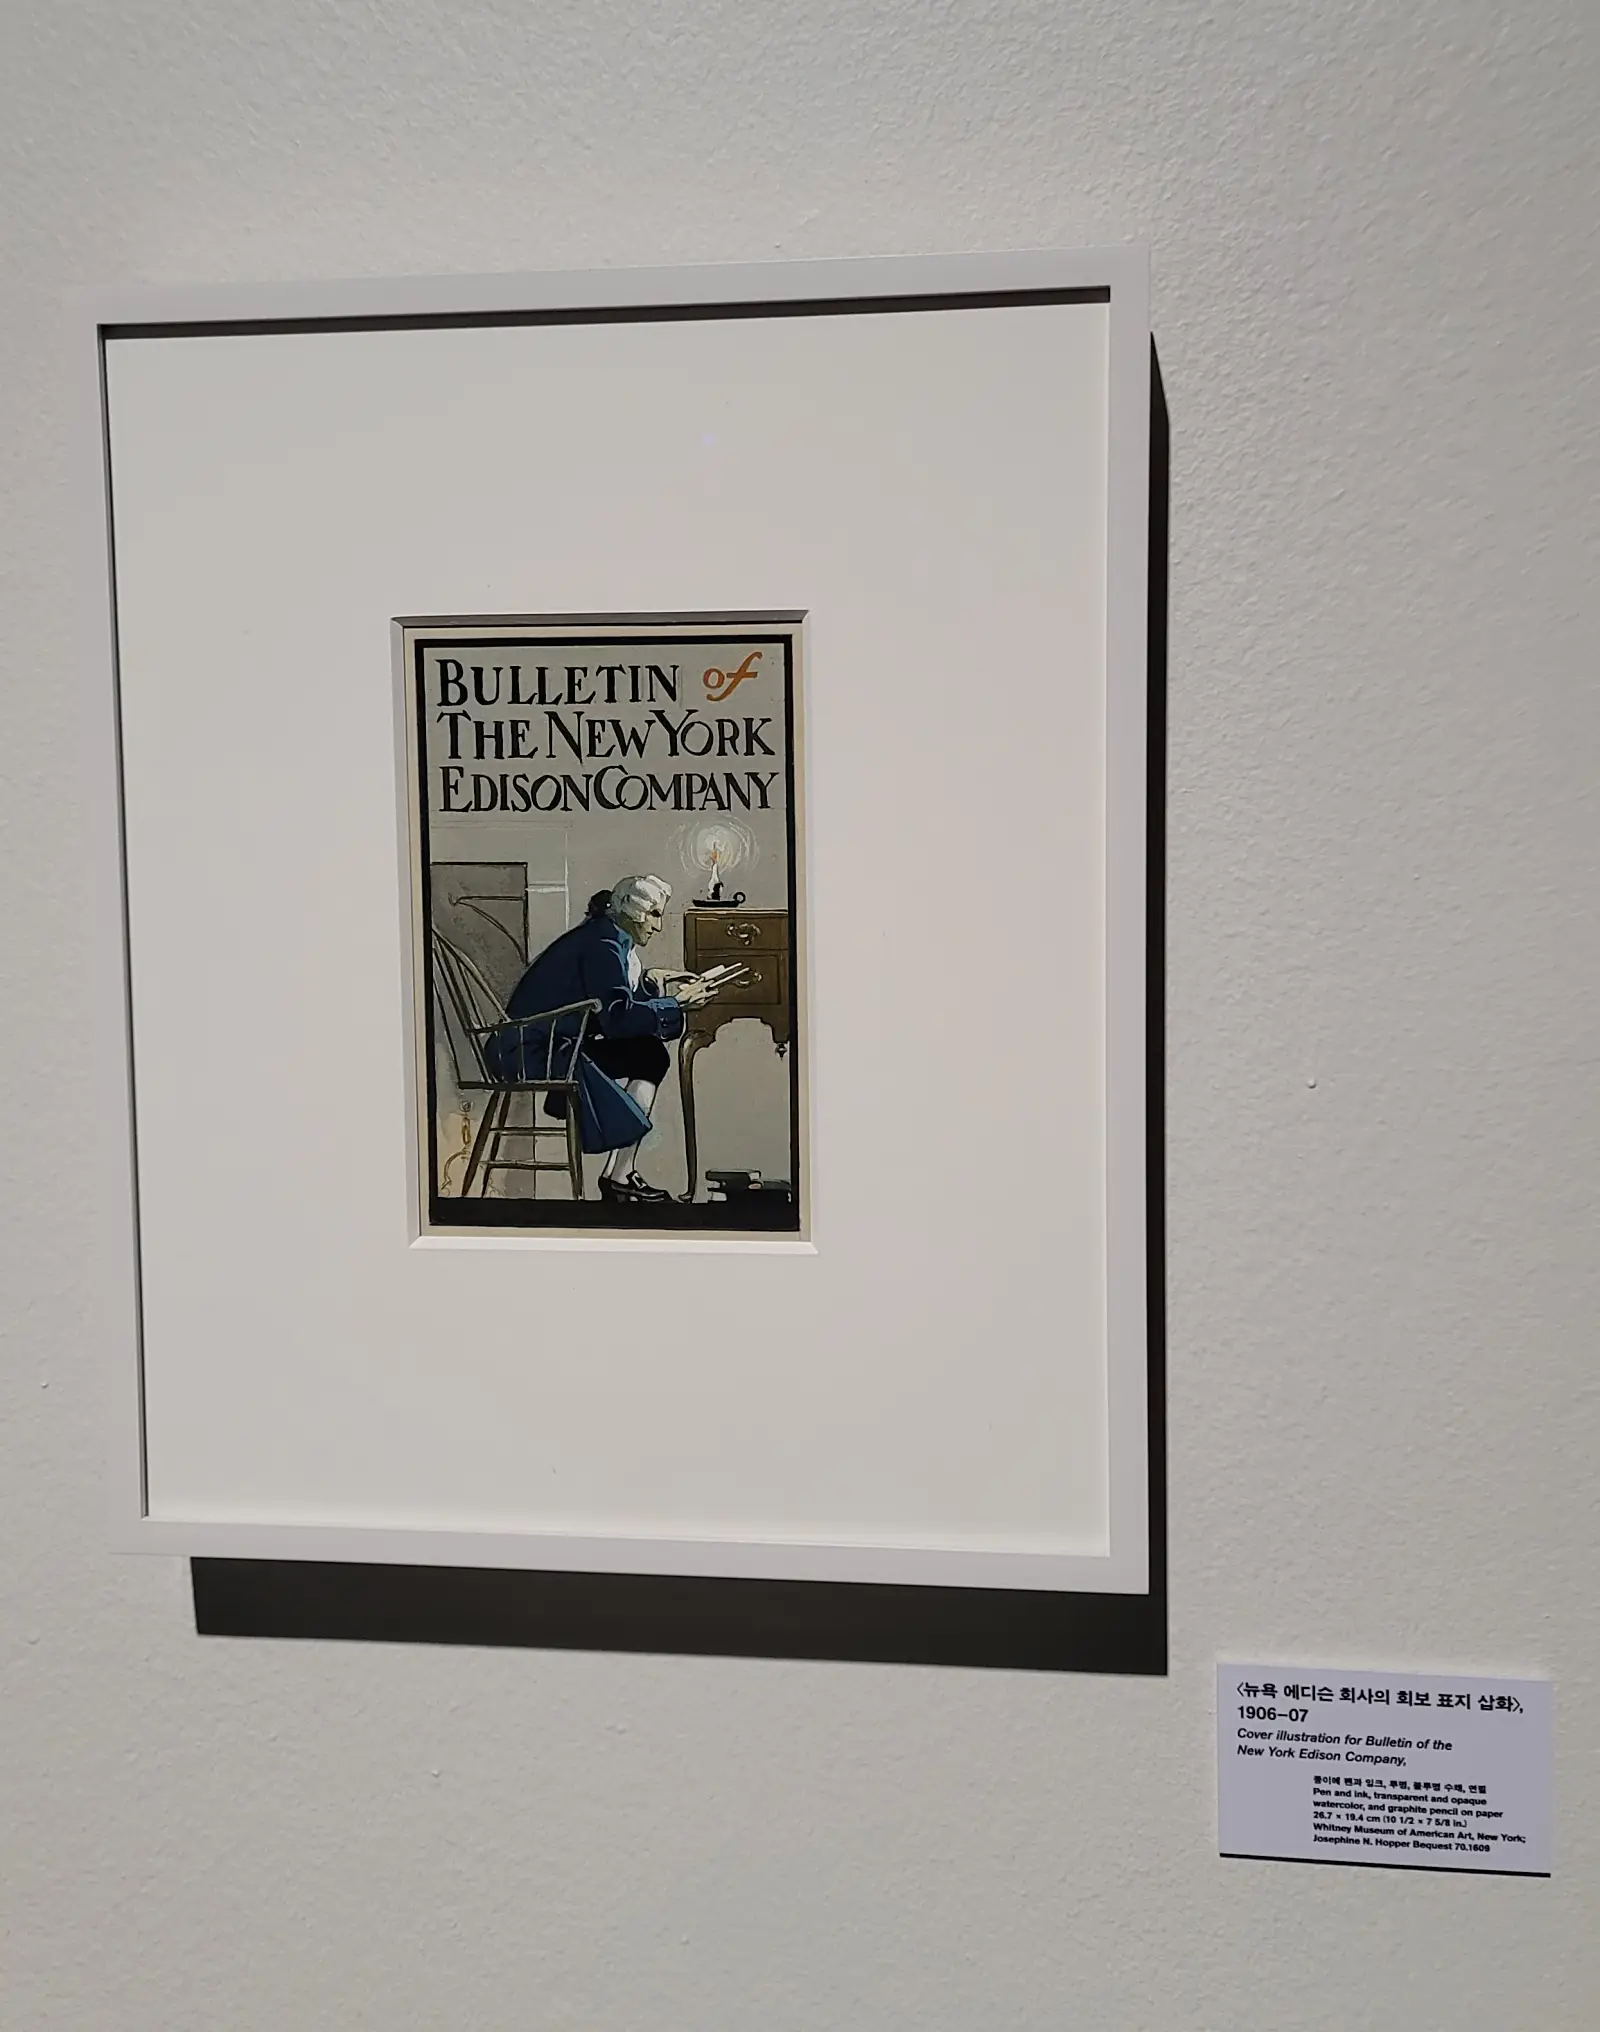 BULLETIN of
THE NEW YORK
EDISON COMPANY
〈뉴욕 에디슨 회사의 회보 표지 삽화〉,
1906–07
Cover illustration for Bulletin of the
New York Edison Company,
종이에 펜과 잉크, 투명, 불투명 수채, 연필
Pen and ink, transparent and opaque
watercolor, and graphite pencil on paper
26.7 × 19.4 cm (10 1/2 × 7 5/8 in.)
Whitney Museum of American Art, New York;
Josephine N. Hopper Bequest 70.1609